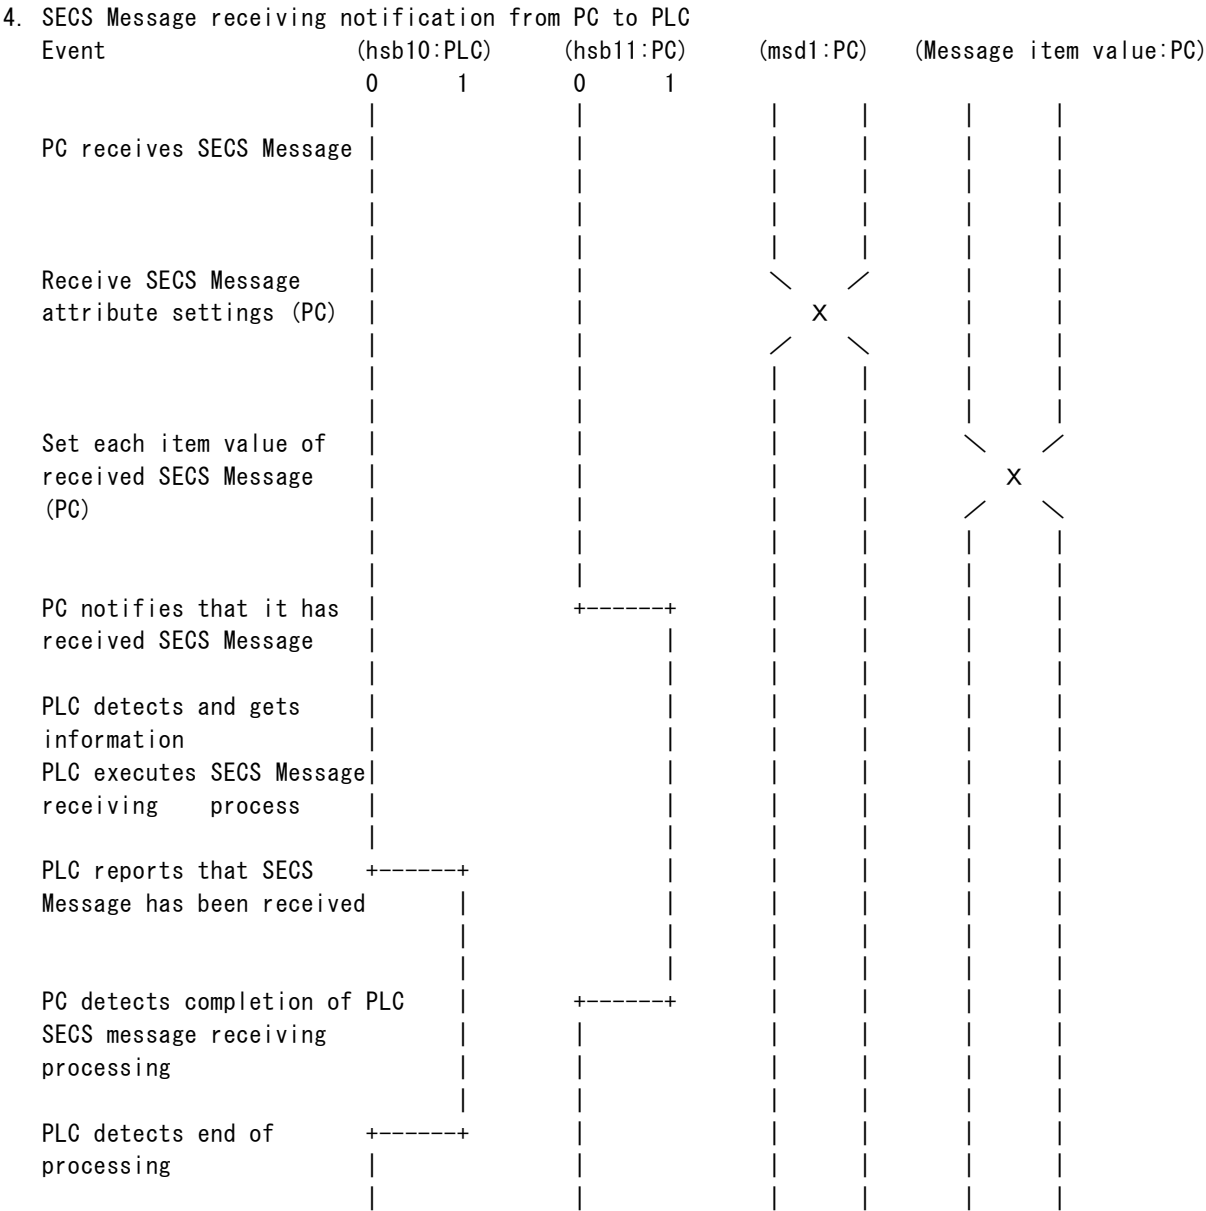 4. SECS Message receiving notification from PC to PLC
Event (hsb10:PLC) (hsb11:PC) (msd1:PC) (Message item value:PC)
0 1 0 1
PC receives SECS Message
Receive SECS Message
attribute settings (PC) X
Set each item value of
received SECS Message X
(PC)
PC notifies that it has +------+
received SECS Message
PLC detects and gets
information
PLC executes SECS Message
receiving process
PLC reports that SECS +------+
Message has been received
PC detects completion of PLC +------+
SECS message receiving
processing
PLC detects end of +------+
processing